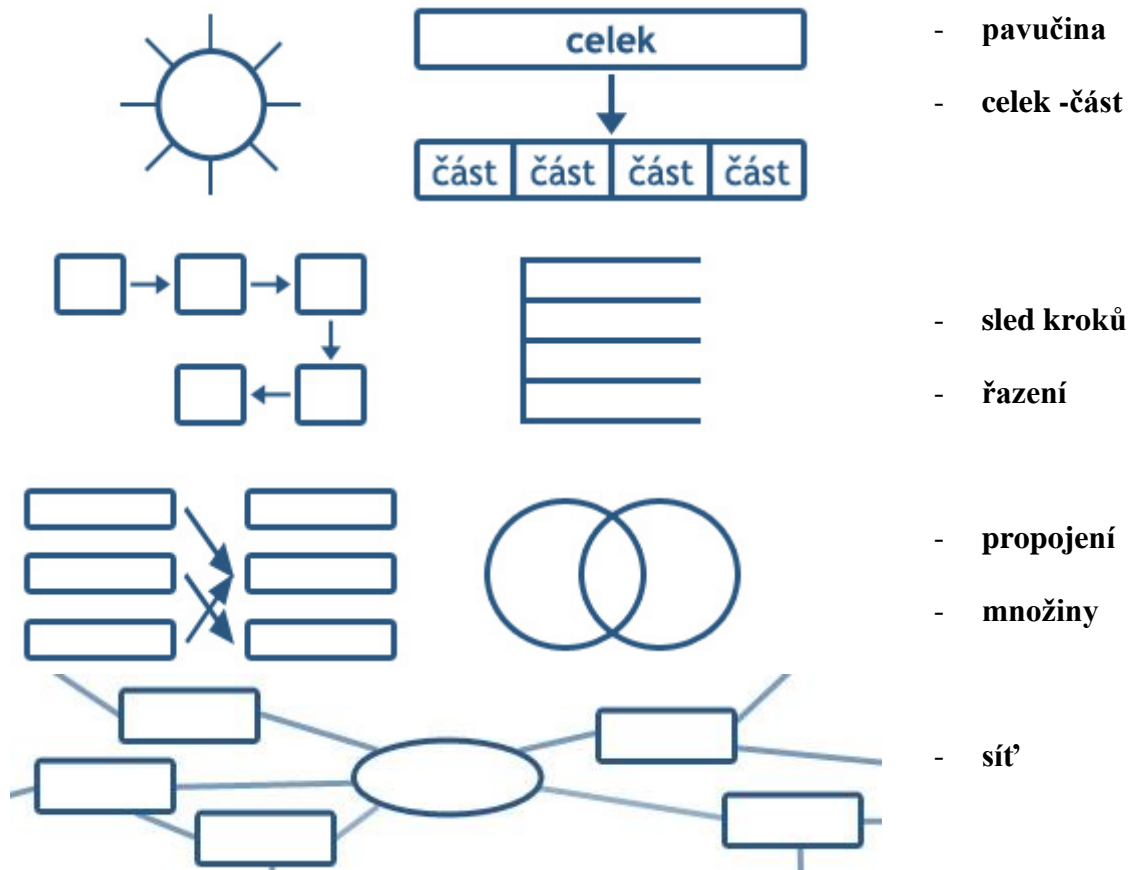 celek
část část část část
- pavučina
- celek -část
- sled kroků
- řazení
- propojení
- množiny
- síť